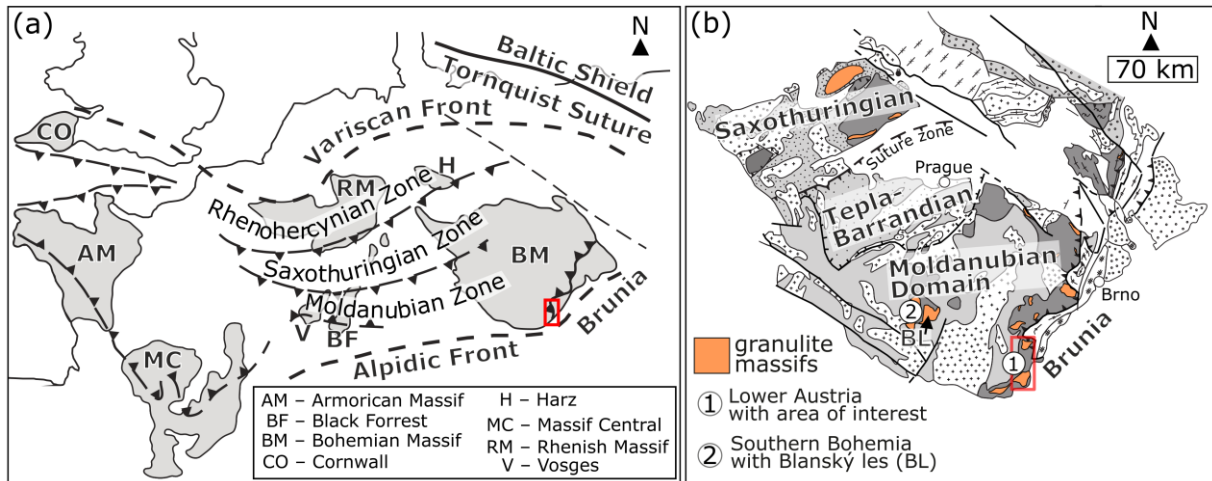 (a)
N
Baltic Shield
Tornquist Suture
Variscan Front
CO
H
RM
Rhenohercynian Zone
AM
Saxothuringian Zone
BM
Moldanubian Zone
V
BF
Brunia
Alpidic Front
MC
AM – Armorican Massif
BF – Black Forrest
BM – Bohemian Massif
CO – Cornwall
H – Harz
MC – Massif Central
RM – Rhenish Massif
V – Vosges
(b)
N
70 km
Saxothuringian
Suture Zone
Prague
Tepla
Barrandian
Moldanubian
Domain
Brno
2
BL
Brunia
1
granulite
massifs
1 Lower Austria
with area of interest
2 Southern Bohemia
with Blanský les (BL)